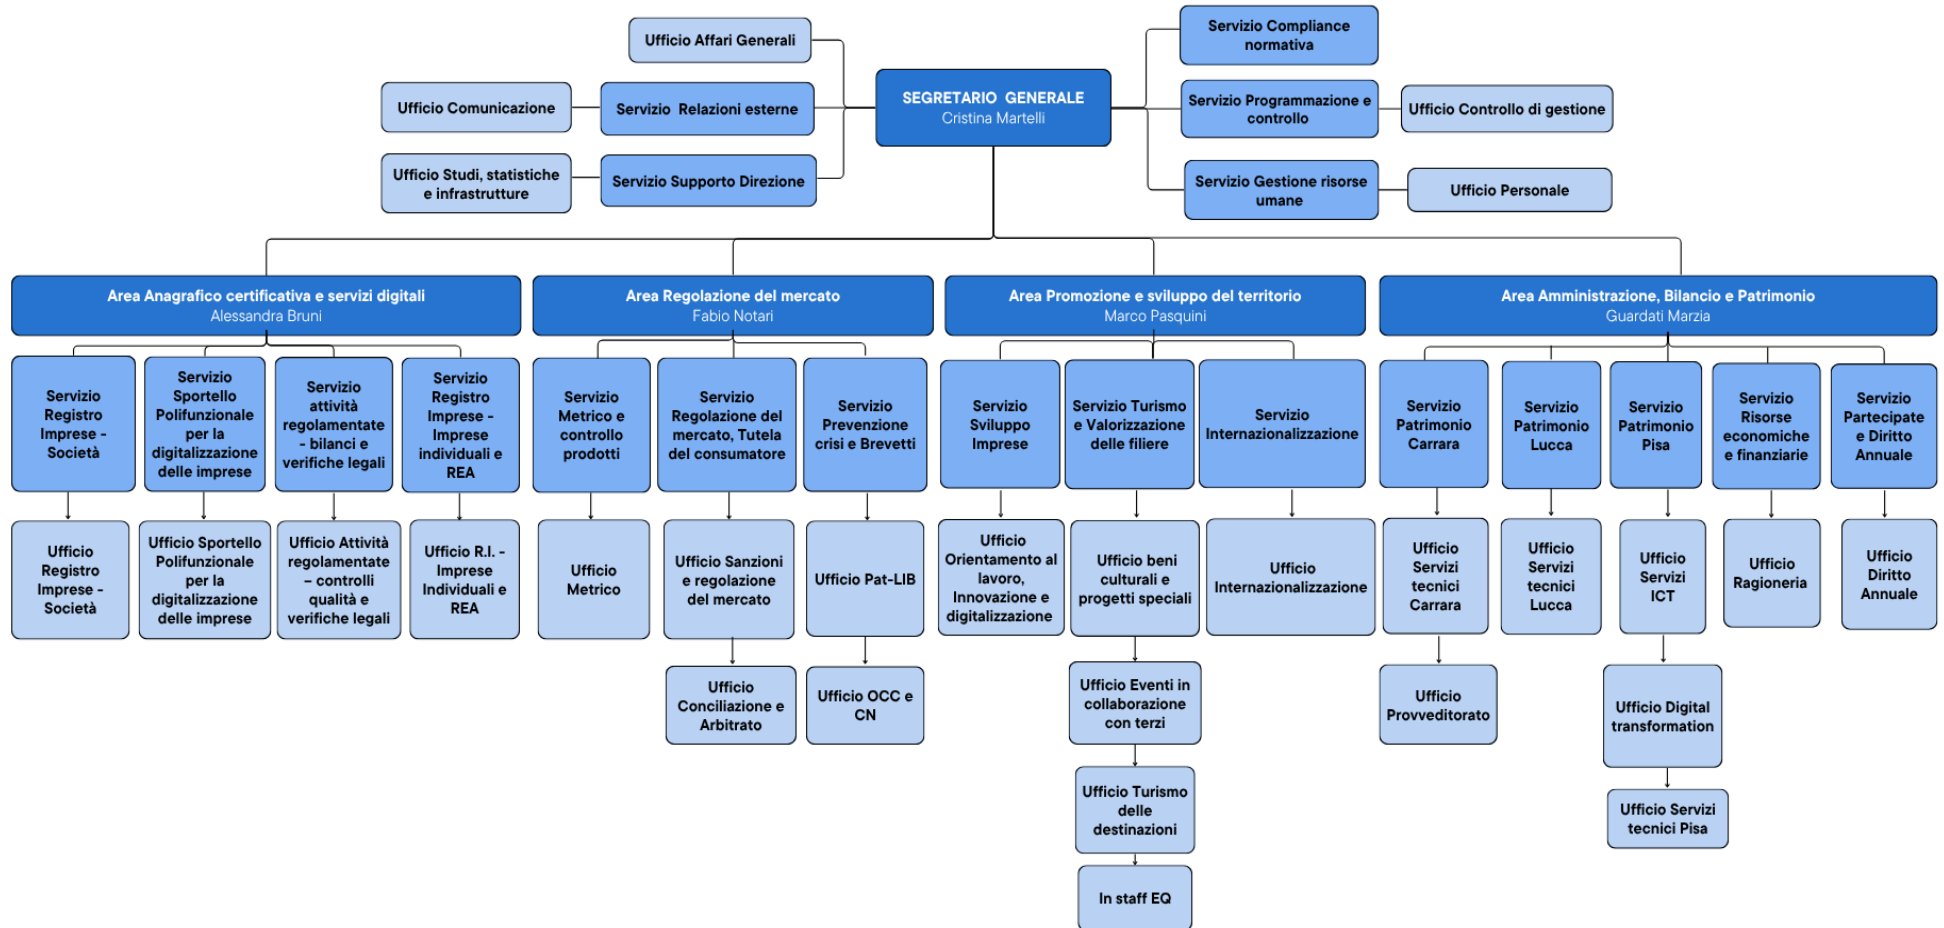 Ufficio Affari Generali
Servizio Compliance
normativa
SEGRETARIO GENERALE
Cristina Martelli
Ufficio Comunicazione
Servizio Relazioni esterne
Servizio Programmazione e
controllo
Ufficio Controllo di gestione
Ufficio Studi, statistiche
e infrastrutture
Servizio Supporto Direzione
Servizio Gestione risorse
umane
Ufficio Personale
Area Anagrafico certificativa e servizi digitali
Alessandra Bruni
Area Regolazione del mercato
Fabio Notari
Area Promozione e sviluppo del territorio
Marco Pasquini
Area Amministrazione, Bilancio e Patrimonio
Guardati Marzia
Servizio
Registro
Imprese -
Società
Servizio
Sportello
Polifunzionale
per la
digitalizzazione
delle imprese
Servizio
attività
regolamentate
- bilanci e
verifiche legali
Servizio
Registro
Imprese -
Imprese
individuali e
REA
Servizio
Metrico e
controllo
prodotti
Servizio
Regolazione del
mercato, Tutela
del consumatore
Servizio
Prevenzione
crisi e Brevetti
Servizio
Sviluppo
Imprese
Servizio Turismo
e Valorizzazione
delle filiere
Servizio
Internazionalizzazione
Servizio
Patrimonio
Carrara
Servizio
Patrimonio
Lucca
Servizio
Patrimonio
Pisa
Servizio
Risorse
economiche
e finanziarie
Servizio
Partecipate
e Diritto
Annuale
Ufficio
Registro
Imprese -
Società
Ufficio Sportello
Polifunzionale
per la
digitalizzazione
delle imprese
Ufficio Attività
regolamentate
– controlli
qualità e
verifiche legali
Ufficio R.I. -
Imprese
Individuali e
REA
Ufficio
Metrico
Ufficio Sanzioni
e regolazione
del mercato
Ufficio Pat-LIB
Ufficio
Orientamento al
lavoro,
Innovazione e
digitalizzazione
Ufficio beni
culturali e
progetti speciali
Ufficio
Internazionalizzazione
Ufficio
Servizi
tecnici
Carrara
Ufficio
Servizi
tecnici
Lucca
Ufficio
Servizi
ICT
Ufficio
Ragioneria
Ufficio
Diritto
Annuale
Ufficio
Conciliazione e
Arbitrato
Ufficio OCC e
CN
Ufficio Eventi in
collaborazione
con terzi
Ufficio
Provveditorato
Ufficio Digital
transformation
Ufficio Turismo
delle
destinazioni
Ufficio Servizi
tecnici Pisa
In staff EQ